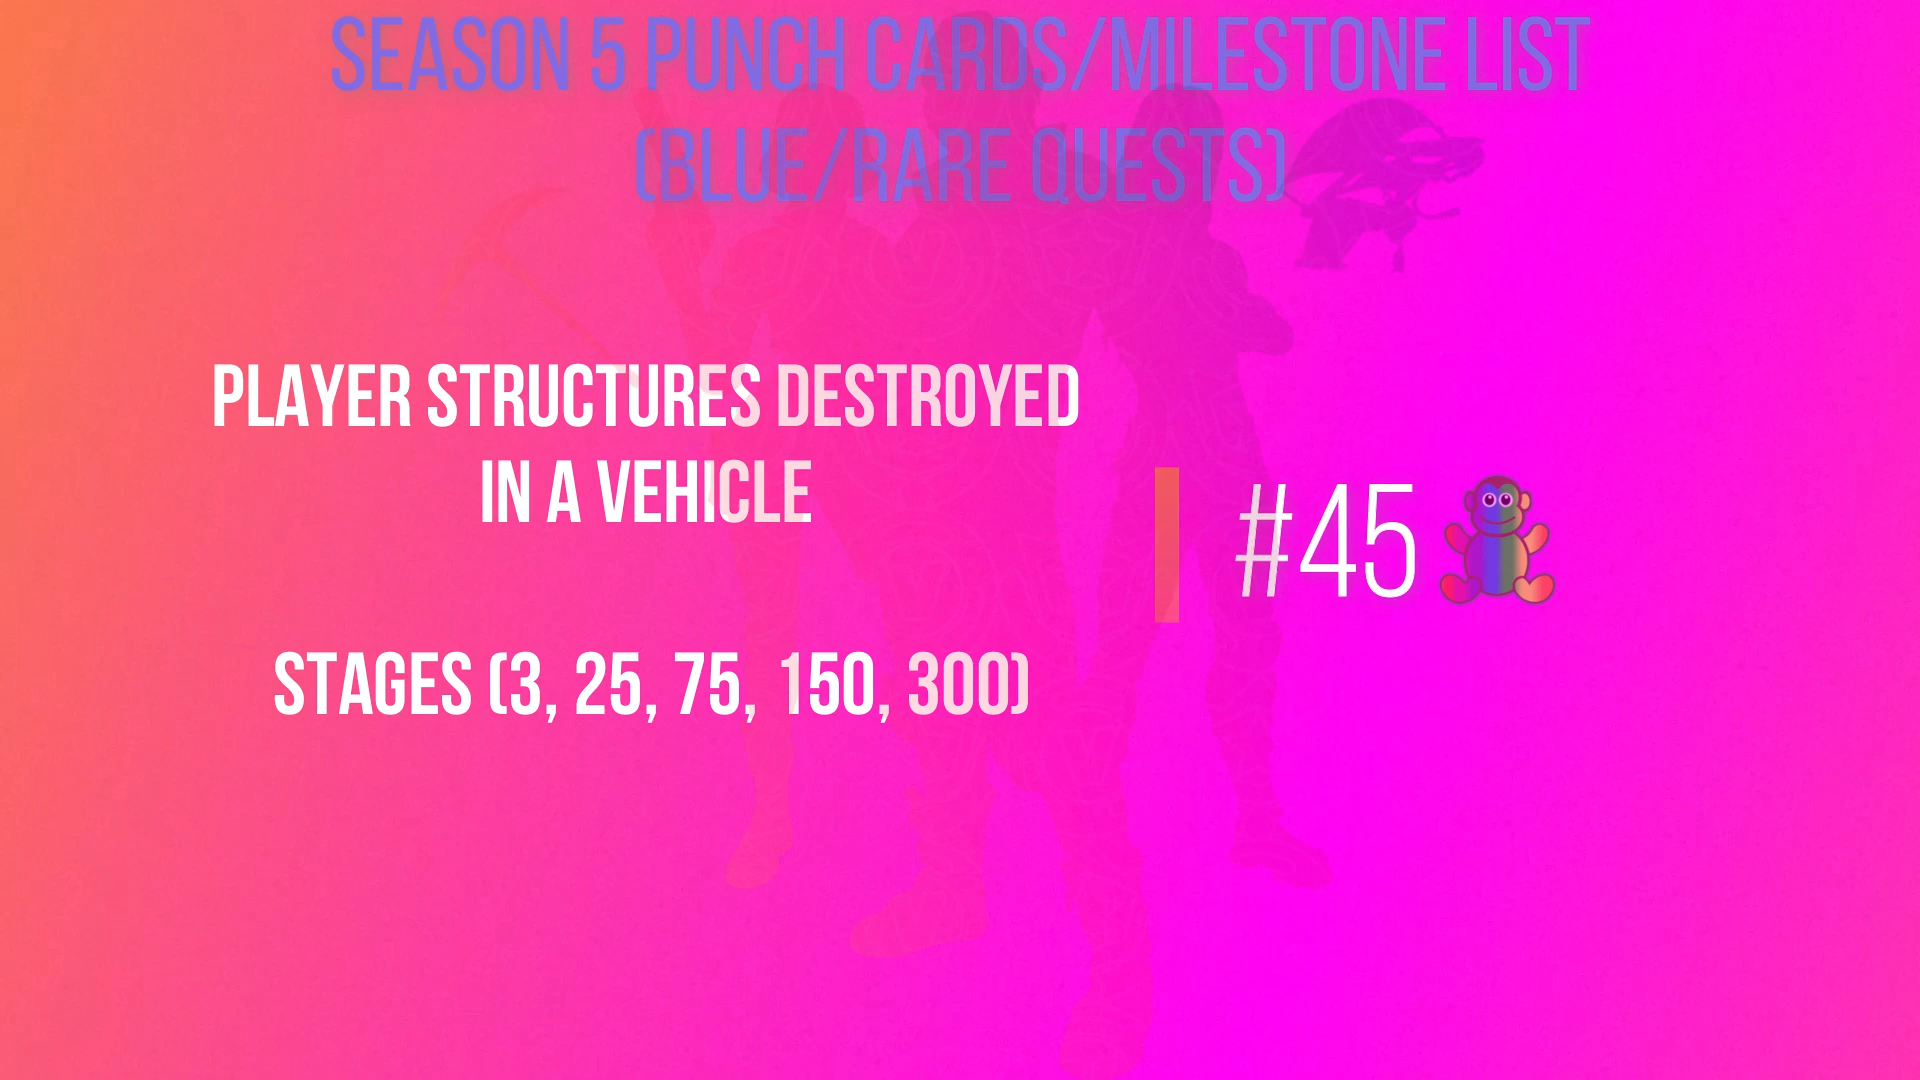 SEASON 5 PUNCH CARDS/MILESTONE LIST
(BLUE/RARE QUESTS)
PLAYER STRUCTURES DESTROYED
IN A VEHICLE
STAGES (3, 25, 75, 150, 300)
#45